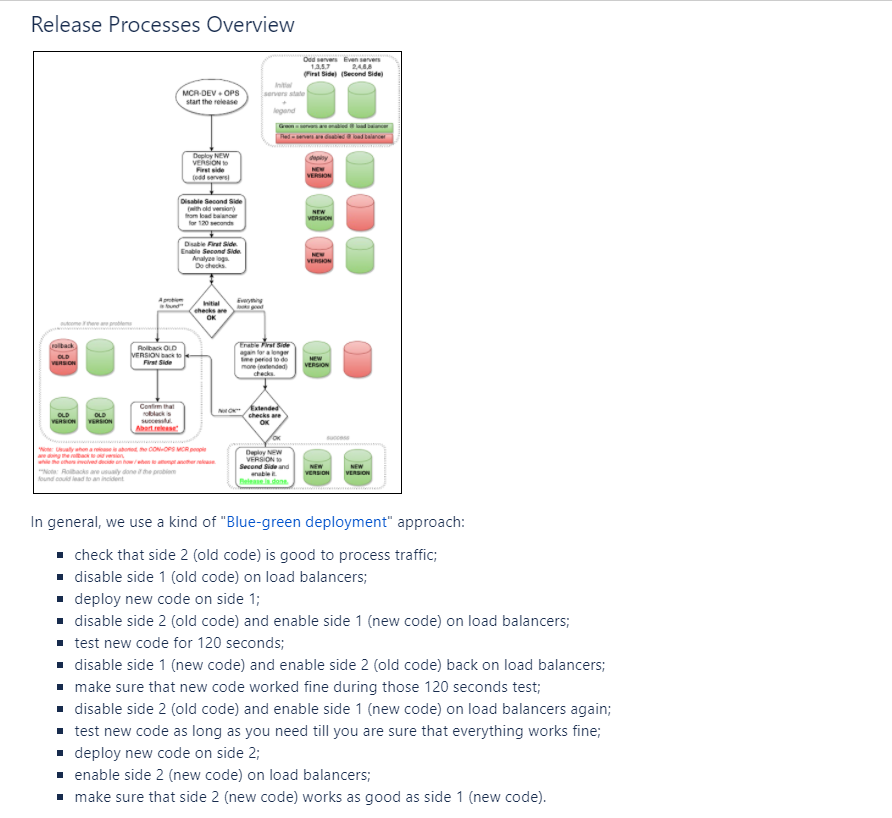 Release Processes Overview
Odd servers Even servers
1,3,5,7 2,4,6,8
(First Side) (Second Side)
Initial
servers state
+
legend
Green = servers are enabled @ load balancer
Red = servers are disabled @ load balancer
MCR-DEV + OPS
start the release
Deploy NEW
VERSION to
First side
(odd servers)
deploy
NEW
VERSION
Disable Second Side
(with old version)
from load balancer
for 120 seconds
NEW
VERSION
Disable First Side.
Enable Second Side.
Analyze logs.
Do checks.
NEW
VERSION
A problem
is found**
Initial
checks are
OK
Everything
looks good
outcome if there are problems
rollback
OLD
VERSION
Rollback OLD
VERSION back to
First Side
Enable First Side
again for a longer
time period to do
more (extended)
checks.
NEW
VERSION
OLD
VERSION
OLD
VERSION
Confirm that
rollback is
successful.
Abort release*
Not OK**
Extended
checks are
OK
OK
success
*Note: Usually when a release is aborted, the CON-OPS MCR people
are doing the rollback to old version,
while the others involved decide on how / when to attempt another release.
**Note: Rollbacks are usually done if the problem
found could lead to an incident.
Deploy NEW
VERSION to
Second Side and
enable it.
Release is done.
NEW
VERSION
NEW
VERSION
In general, we use a kind of "Blue-green deployment" approach:
▪ check that side 2 (old code) is good to process traffic;
▪ disable side 1 (old code) on load balancers;
▪ deploy new code on side 1;
▪ disable side 2 (old code) and enable side 1 (new code) on load balancers;
▪ test new code for 120 seconds;
▪ disable side 1 (new code) and enable side 2 (old code) back on load balancers;
▪ make sure that new code worked fine during those 120 seconds test;
▪ disable side 2 (old code) and enable side 1 (new code) on load balancers again;
▪ test new code as long as you need till you are sure that everything works fine;
▪ deploy new code on side 2;
▪ enable side 2 (new code) on load balancers;
▪ make sure that side 2 (new code) works as good as side 1 (new code).